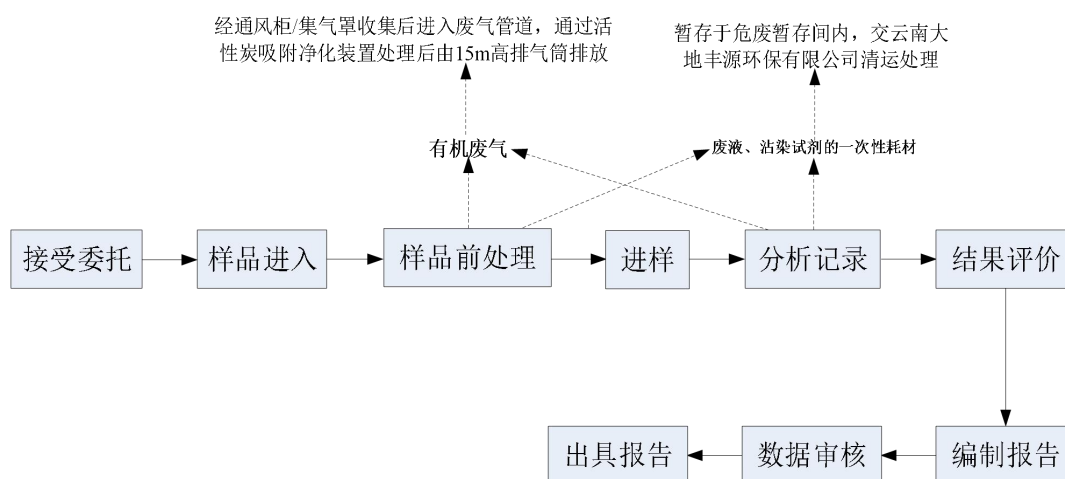 经通风柜/集气罩收集后进入废气管道，通过活
性炭吸附净化装置处理后由15m高排气筒排放
暂存于危废暂存间内，交云南大
地丰源环保有限公司清运处理
有机废气
废液、沾染试剂的一次性耗材
接受委托
样品进入
样品前处理
进样
分析记录
结果评价
出具报告
数据审核
编制报告